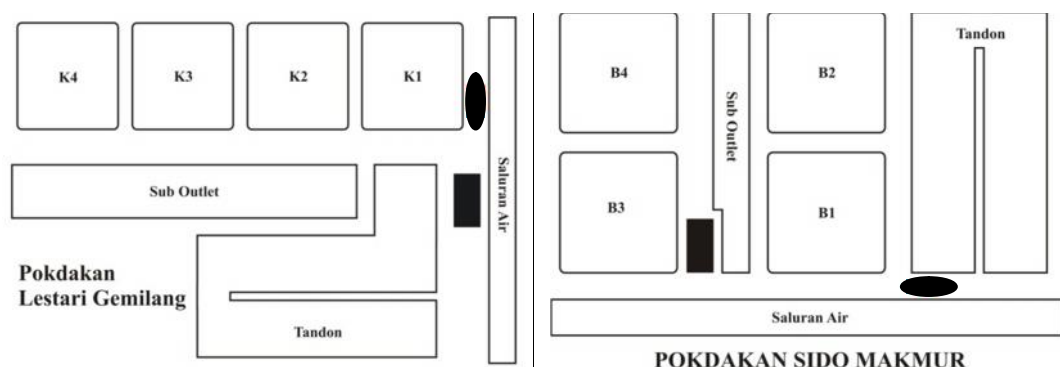 K4
K3
K2
K1
Sub Outlet
Saluran Air
Pokdakan
Lestari Gemilang
Tandon
B4
B2
Tandon
Sub Outlet
B3
B1
Saluran Air
POKDAKAN SIDO MAKMUR